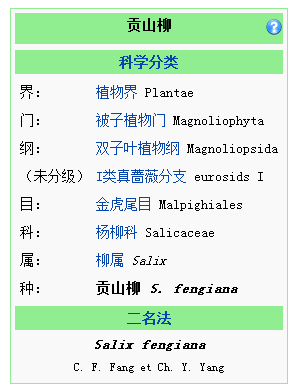 贡山柳 ?
科学分类
界： 植物界 Plantae
门： 被子植物门 Magnoliophyta
纲： 双子叶植物纲 Magnoliopsida
（未分级） I类真蔷薇分支 eurosids I
目： 金虎尾目 Malpighiales
科： 杨柳科 Salicaceae
属： 柳属 Salix
种： 贡山柳 S. fengiana
二名法
Salix fengiana
C. F. Fang et Ch. Y. Yang